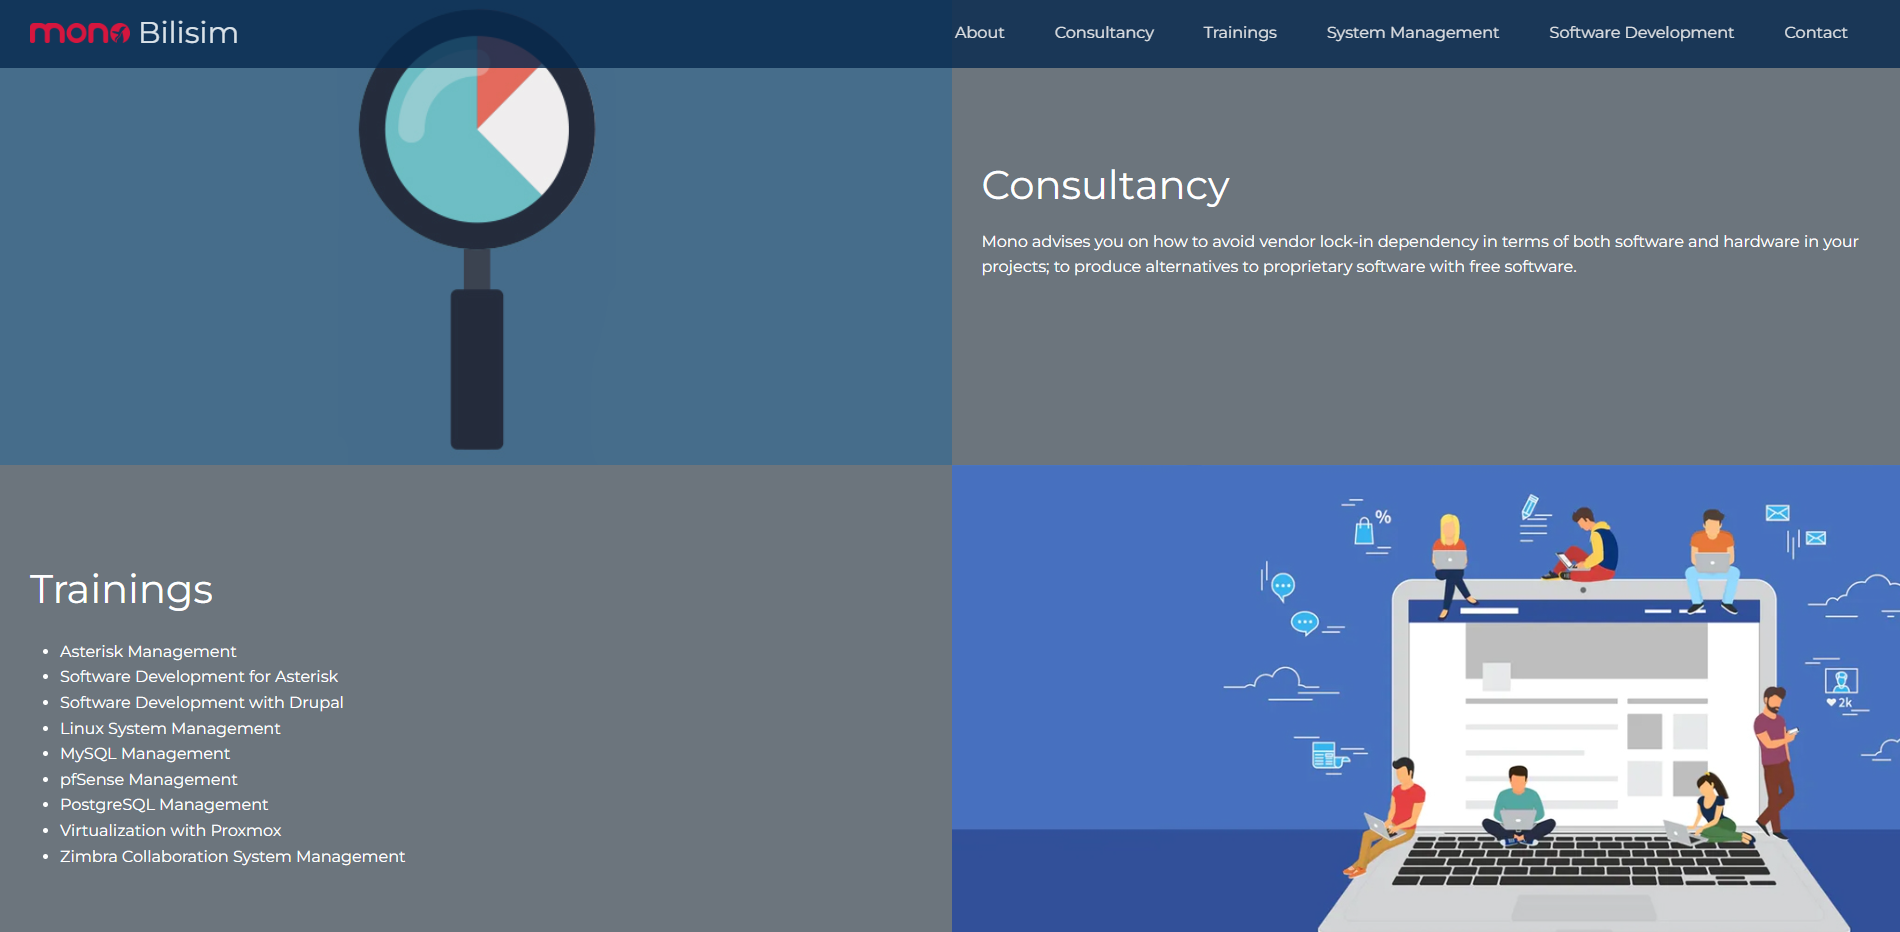 mono Bilisim
About Consultancy Trainings System Management Software Development Contact
Consultancy
Mono advises you on how to avoid vendor lock-in dependency in terms of both software and hardware in your
projects; to produce alternatives to proprietary software with free software.
Trainings
• Asterisk Management
• Software Development for Asterisk
• Software Development with Drupal
• Linux System Management
• MySQL Management
• pfSense Management
• PostgreSQL Management
• Virtualization with Proxmox
• Zimbra Collaboration System Management
%
2k